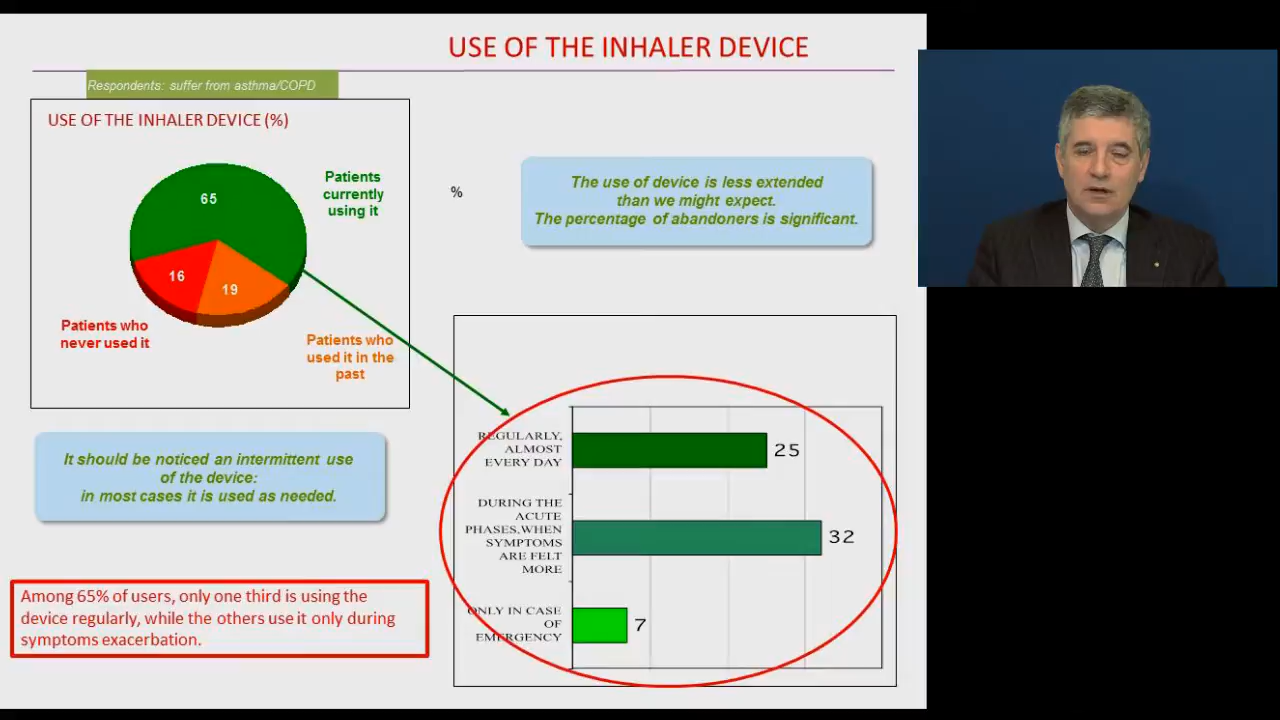 USE OF THE INHALER DEVICE
Respondents: suffer from asthma/COPD
USE OF THE INHALER DEVICE (%)
65
16
19
Patients
currently
using it
Patients who
never used it
Patients who
used it in the
past
%
The use of device is less extended
than we might expect.
The percentage of abandoners is significant.
It should be noticed an intermittent use
of the device:
in most cases it is used as needed.
Among 65% of users, only one third is using the
device regularly, while the others use it only during
symptoms exacerbation.
REGULARLY,
ALMOST
EVERY DAY
25
DURING THE
ACUTE
PHASES,WHEN
SYMPTOMS
ARE FELT
MORE
32
ONLY IN CASE
OF
EMERGENCY
7